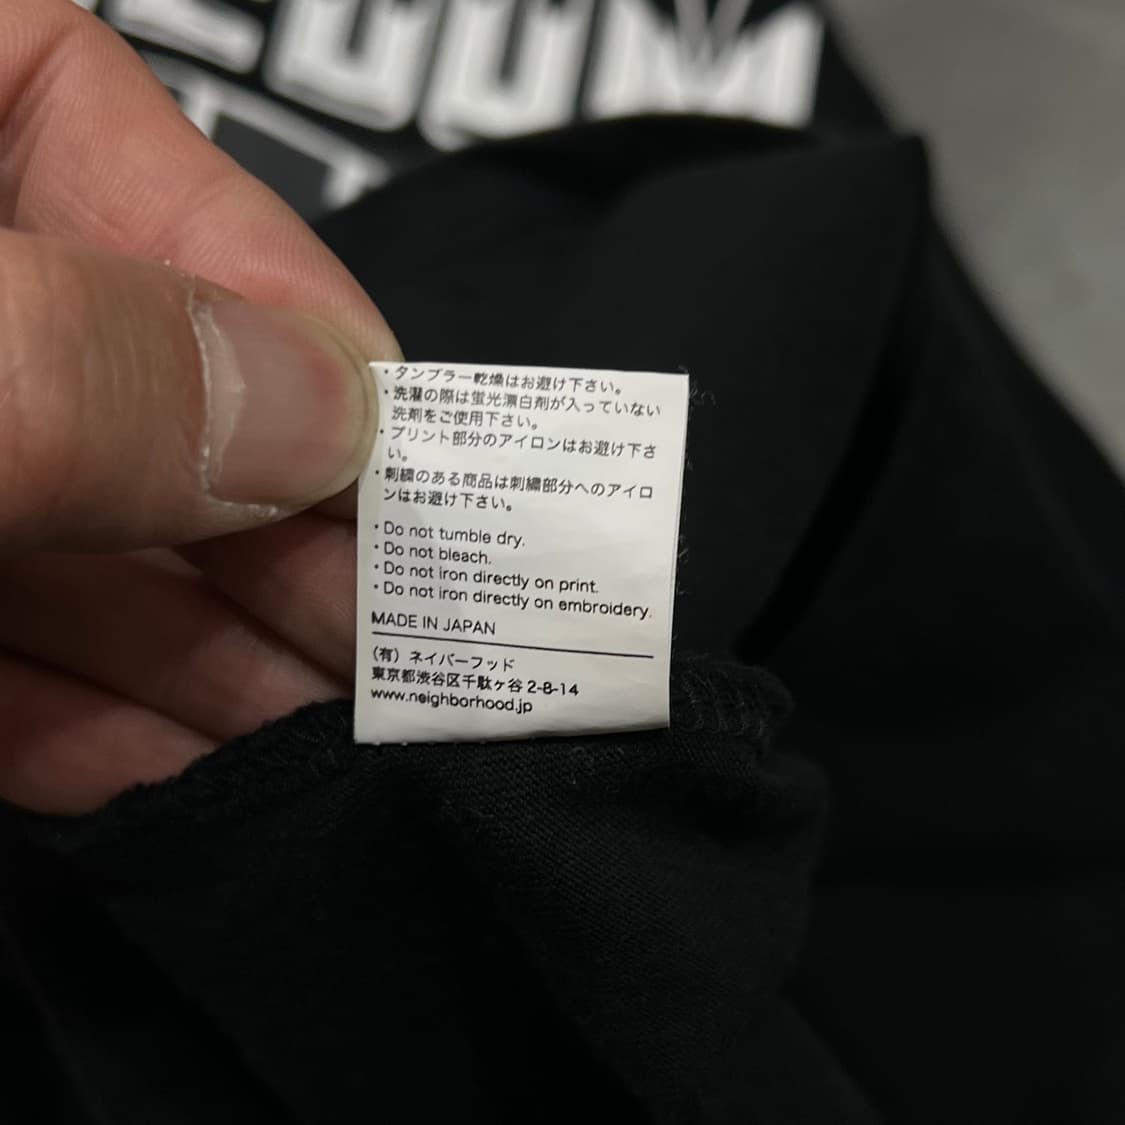 ・タンブラー乾燥はお避け下さい。
・洗濯の際は蛍光漂白剤が入っていない
洗剤をご使用下さい。
・プリント部分のアイロンはお避け下さ
い。
・刺繍のある商品は刺繍部分へのアイロ
ンはお避け下さい。
・Do not tumble dry.
・Do not bleach.
・Do not iron directly on print.
・Do not iron directly on embroidery.
MADE IN JAPAN
(有) ネイバーフッド
東京都渋谷区千駄ヶ谷 2-8-14
www.neighborhood.jp